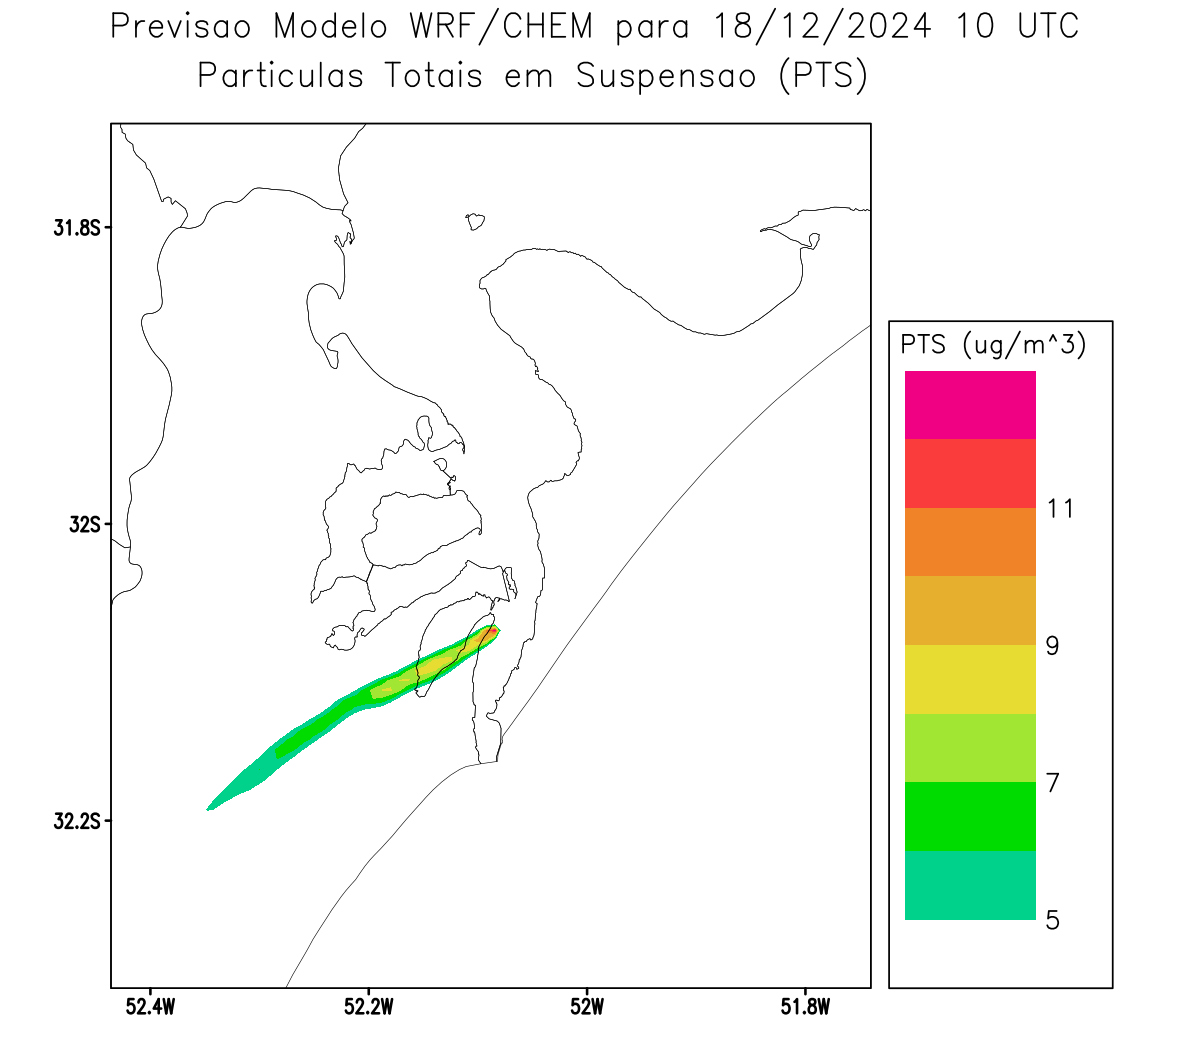 Previsao Modelo WRF/CHEM para 18/12/2024 10 UTC
Particulas Totais em Suspensao (PTS)
31.8S
32S
32.2S
52.4W
52.2W
52W
51.8W
PTS (ug/m^3)
11
9
7
5